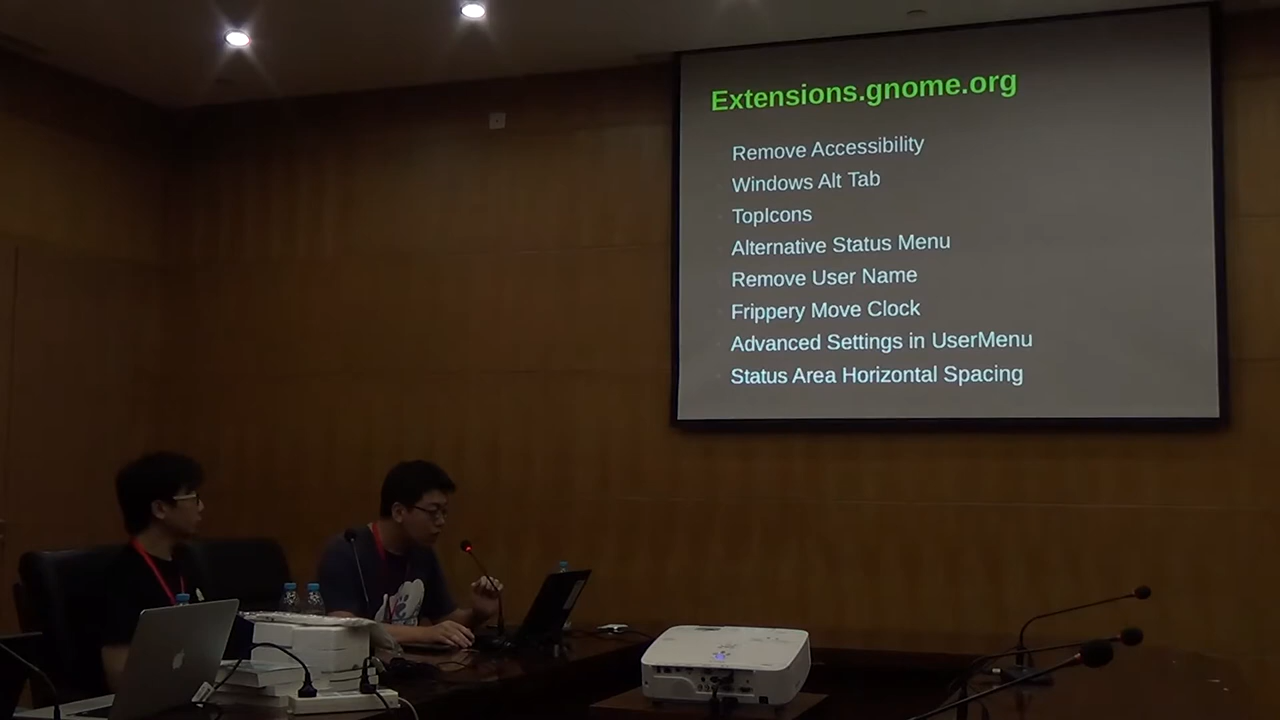 Extensions.gnome.org
Remove Accessibility
Windows Alt Tab
TopIcons
Alternative Status Menu
Remove User Name
Frippery Move Clock
Advanced Settings in UserMenu
Status Area Horizontal Spacing